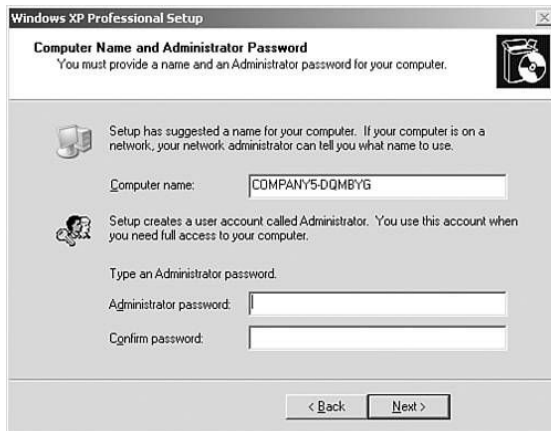 Windows XP Professional Setup
Computer Name and Administrator Password
You must provide a name and an Administrator password for your computer.
Setup has suggested a name for your computer. If your computer is on a
network, your network administrator can tell you what name to use.
Computer name: COMPANY5-DQMBYG
Setup creates a user account called Administrator. You use this account when
you need full access to your computer.
Type an Administrator password.
Administrator password:
Confirm password:
< Back Next >